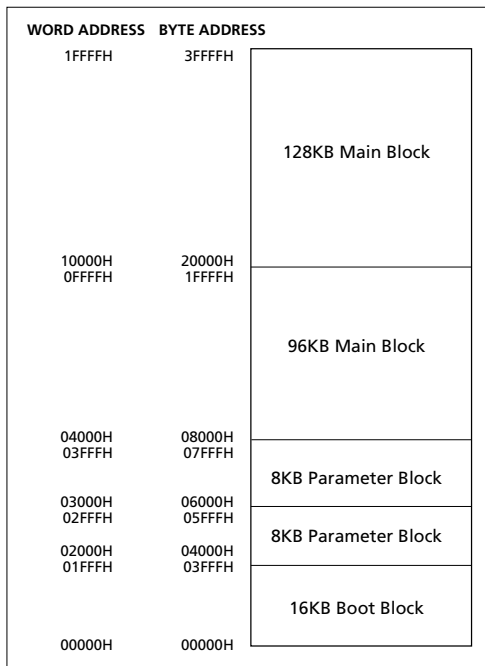 WORD ADDRESS BYTE ADDRESS
1FFFFH 3FFFFH
128KB Main Block
10000H 20000H
0FFFFH 1FFFFH
96KB Main Block
04000H 08000H
03FFFH 07FFFH
8KB Parameter Block
03000H 06000H
02FFFH 05FFFH
8KB Parameter Block
02000H 04000H
01FFFH 03FFFH
16KB Boot Block
00000H 00000H